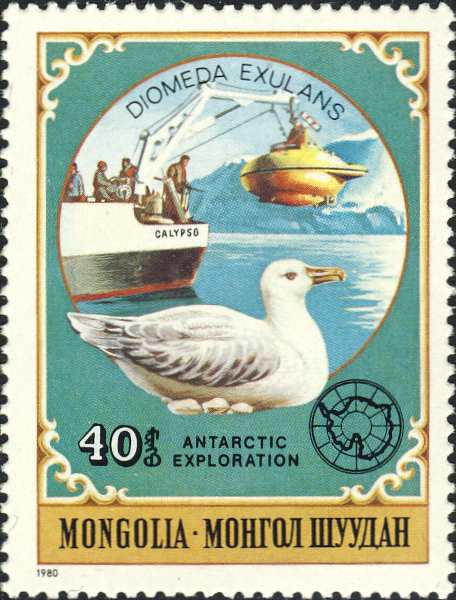 DIOMEDA EXULANS
CALYPSO
40
ANTARCTIC
EXPLORATION
MONGOLIA · МОНГОЛ ШУУДАН
1980